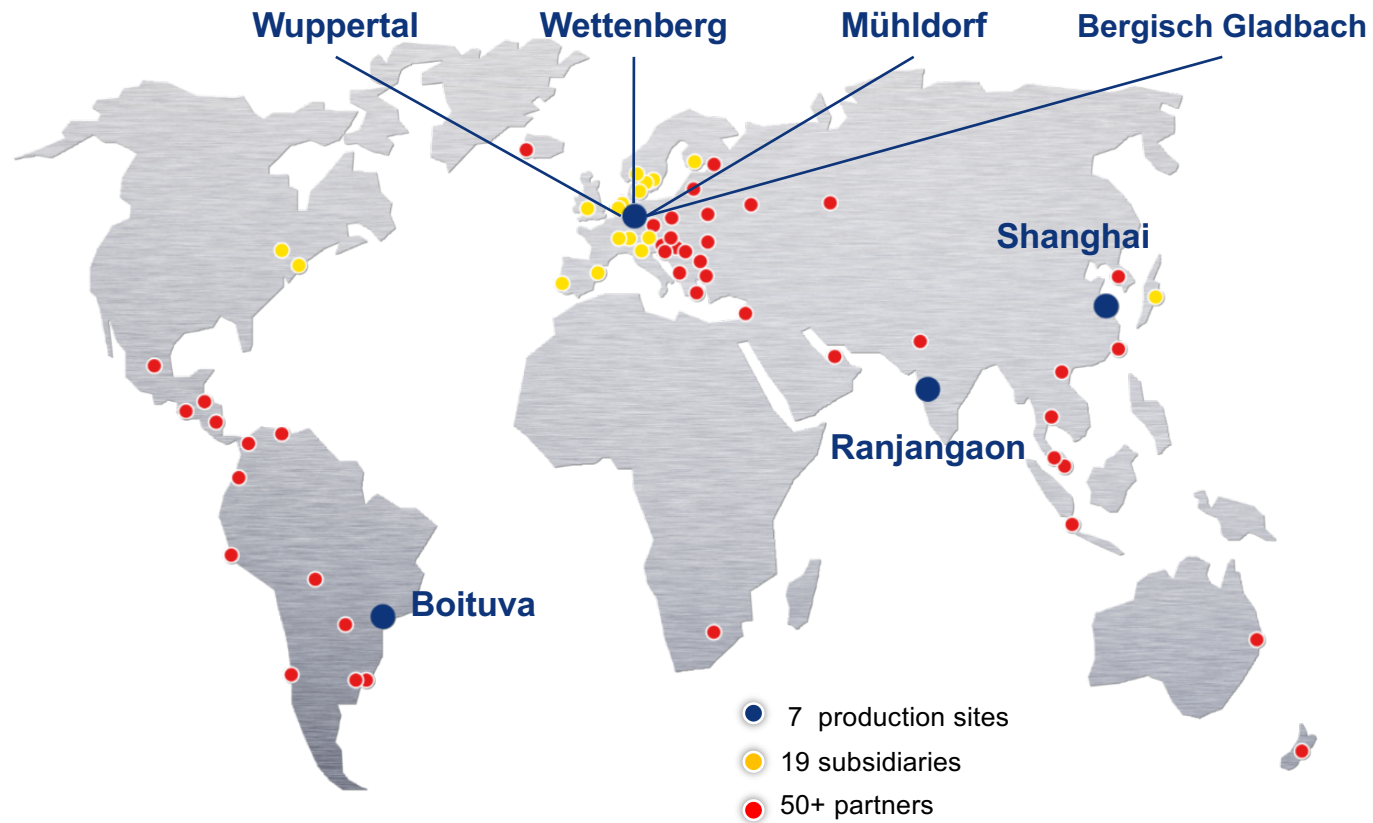 Wuppertal
Wettenberg
Mühldorf
Bergisch Gladbach
Shanghai
Ranjangaon
Boituva
7 production sites
19 subsidiaries
50+ partners